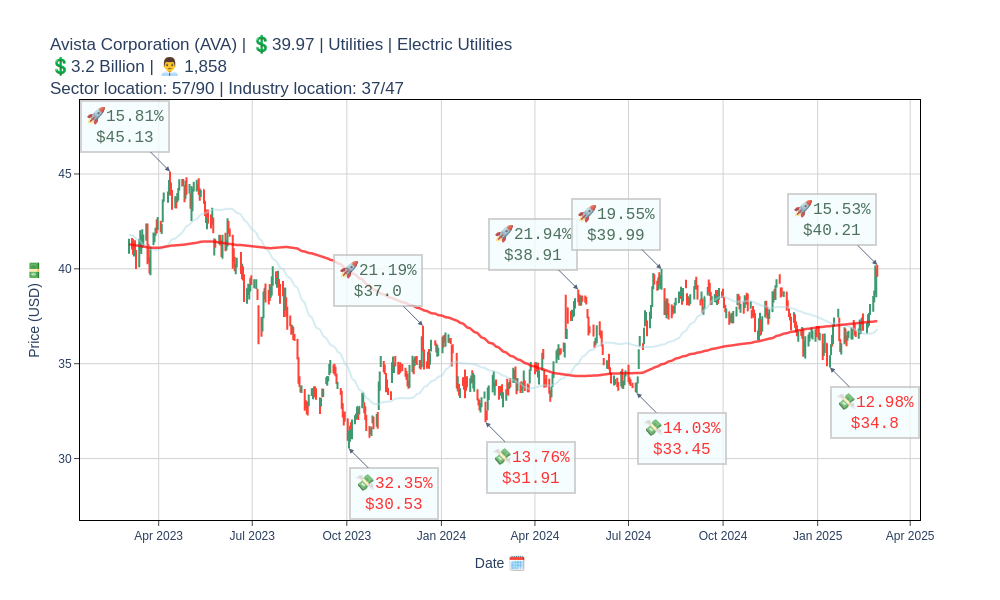 Avista Corporation (AVA) | 💲39.97 | Utilities | Electric Utilities
💲3.2 Billion | 👨‍💼 1,858
Sector location: 57/90 | Industry location: 37/47
🚀15.81%
$45.13
🚀21.19%
$37.0
🚀21.94%
$38.91
🚀19.55%
$39.99
🚀15.53%
$40.21
💸32.35%
$30.53
💸13.76%
$31.91
💸14.03%
$33.45
💸12.98%
$34.8
Price (USD) 💵
45
40
35
30
Apr 2023
Jul 2023
Oct 2023
Jan 2024
Apr 2024
Jul 2024
Oct 2024
Jan 2025
Apr 2025
Date 🗓️